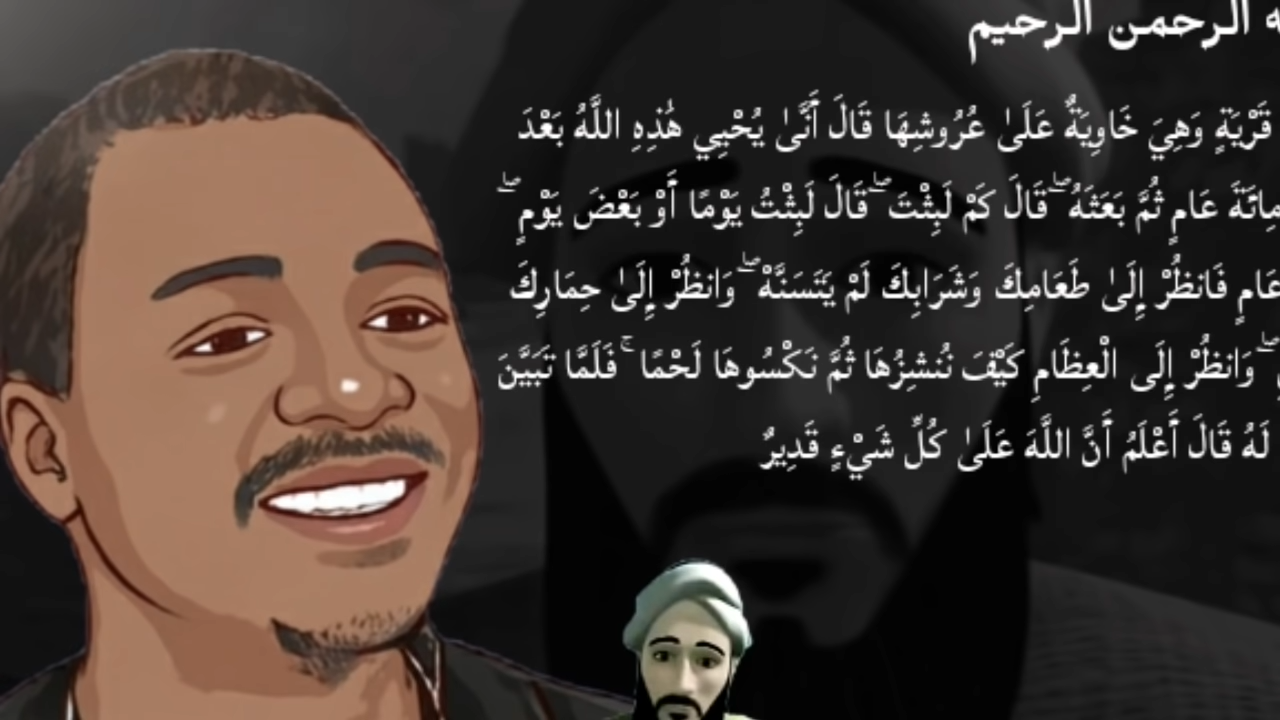 الرحمن الرحيم
قَرْيَةٍ وَهِيَ خَاوِيَةٌ عَلَىٰ عُرُوشِهَا قَالَ أَنَّىٰ يُحْيِي هَٰذِهِ اللَّهُ بَعْدَ
مِائَةَ عَامٍ ثُمَّ بَعَثَهُ ۖ قَالَ كَمْ لَبِثْتَ ۖ قَالَ لَبِثْتُ يَوْمًا أَوْ بَعْضَ يَوْمٍ ۖ
عَامٍ فَانظُرْ إِلَىٰ طَعَامِكَ وَشَرَابِكَ لَمْ يَتَسَنَّهْ ۖ وَانظُرْ إِلَىٰ حِمَارِكَ
ۖ وَانظُرْ إِلَى الْعِظَامِ كَيْفَ نُنشِزُهَا ثُمَّ نَكْسُوهَا لَحْمًا ۚ فَلَمَّا تَبَيَّنَ
لَهُ قَالَ أَعْلَمُ أَنَّ اللَّهَ عَلَىٰ كُلِّ شَيْءٍ قَدِيرٌ